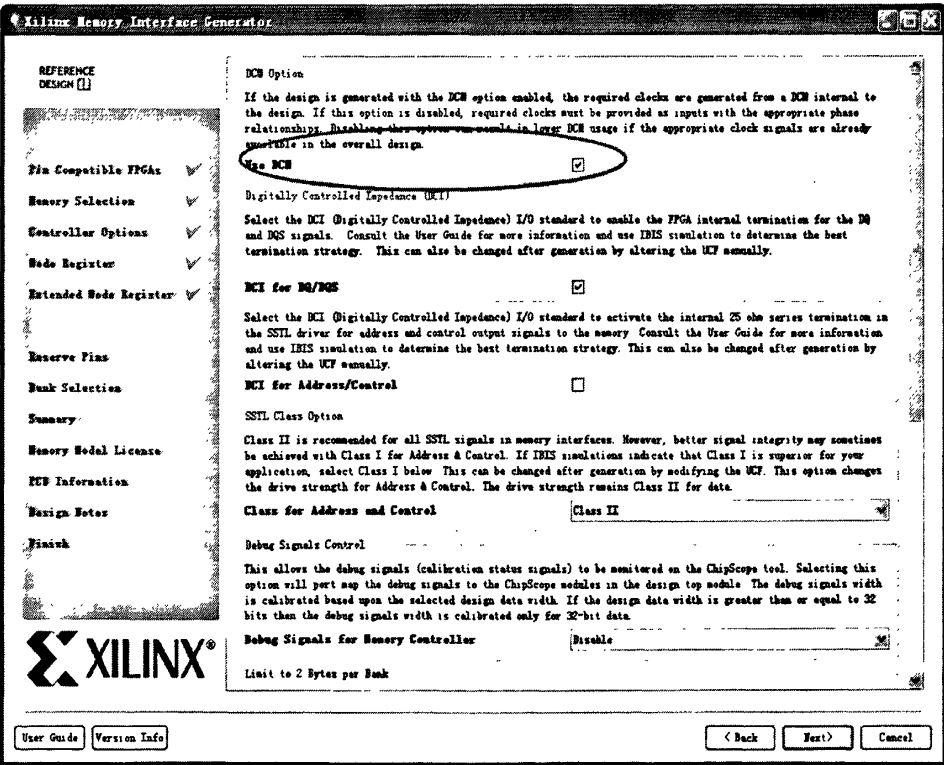 Xilinx Memory Interface Generator
REFERENCE
DESIGN [1]
Pin Compatible FPGAs
Memory Selection
Controller Options
Mode Register
Extended Mode Register
Reserve Pins
Bank Selection
Summary
Memory Model License
PCB Information
Design Notes
Finish
XILINX®
DCM Option
If the design is generated with the DCM option enabled, the required clocks are generated from a DCM internal to
the design. If this option is disabled, required clocks must be provided as inputs with the appropriate phase
relationships. Disabling this option can result in lower DCM usage if the appropriate clock signals are already
available in the overall design.
Use DCM
Digitally Controlled Impedance (DCI)
Select the DCI (Digitally Controlled Impedance) I/O standard to enable the FPGA internal termination for the DQ
and DQS signals. Consult the User Guide for more information and use IBIS simulation to determine the best
termination strategy. This can also be changed after generation by altering the UCF manually.
DCI for DQ/DQS
Select the DCI (Digitally Controlled Impedance) I/O standard to activate the internal 25 ohm series termination in
the SSTL driver for address and control output signals to the memory Consult the User Guide for more information
and use IBIS simulation to determine the best termination strategy. This can also be changed after generation by
altering the UCF manually.
DCI for Address/Control
SSTL Class Option
Class II is recommended for all SSTL signals in memory interfaces. However, better signal integrity may sometimes
be achieved with Class I for Address & Control. If IBIS simulations indicate that Class I is superior for your
application, select Class I below This can be changed after generation by modifying the UCF. This option changes
the drive strength for Address & Control. The drive strength remains Class II for data.
Class for Address and Control
Class II
Debug Signals Control
This allows the debug signals (calibration status signals) to be monitored on the ChipScope tool. Selecting this
option will port map the debug signals to the ChipScope modules in the design top module The debug signals width
is calibrated based upon the selected design data width. If the design data width is greater than or equal to 32
bits then the debug signals width is calibrated only for 32-bit data.
Debug Signals for Memory Controller
Disable
Limit to 2 Bytes per Bank
User Guide
Version Info
< Back
Next>
Cancel